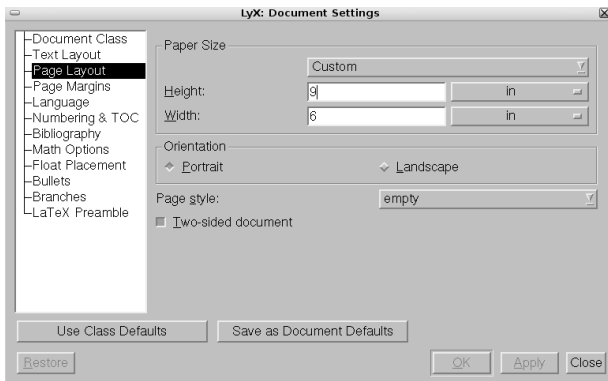 LyX: Document Settings
Document Class
Text Layout
Page Layout
Page Margins
Language
Numbering & TOC
Bibliography
Math Options
Float Placement
Bullets
Branches
LaTeX Preamble
Paper Size
Custom
Height: 9 in
Width: 6 in
Orientation
Portrait Landscape
Page style: empty
Two-sided document
Use Class Defaults Save as Document Defaults
Restore OK Apply Close